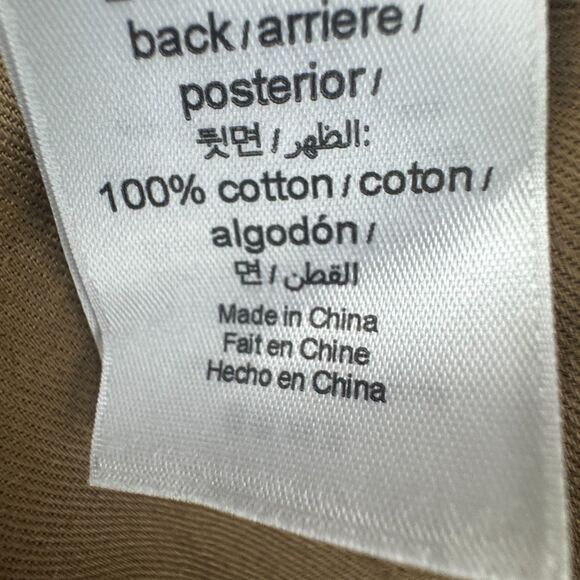 back / arriere /
posterior /
뒷면 / الظهر:
100% cotton / coton /
algodón /
면 / القطن
Made in China
Fait en Chine
Hecho en China